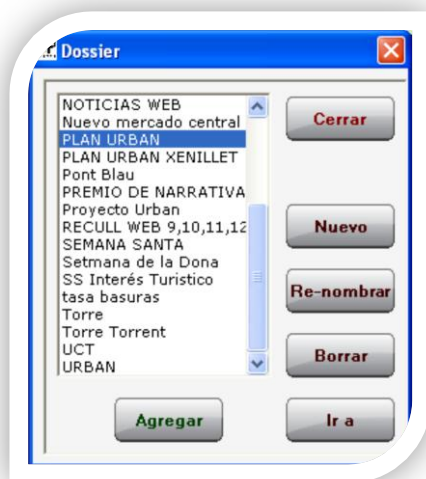 Dossier
NOTICIAS WEB
Nuevo mercado central
PLAN URBAN
PLAN URBAN XENILLET
Pont Blau
PREMIO DE NARRATIVA
Proyecto Urban
RECULL WEB 9,10,11,12
SEMANA SANTA
Setmana de la Dona
SS Interés Turistico
tasa basuras
Torre
Torre Torrent
UCT
URBAN
Cerrar
Nuevo
Re-nombrar
Borrar
Agregar
Ir a